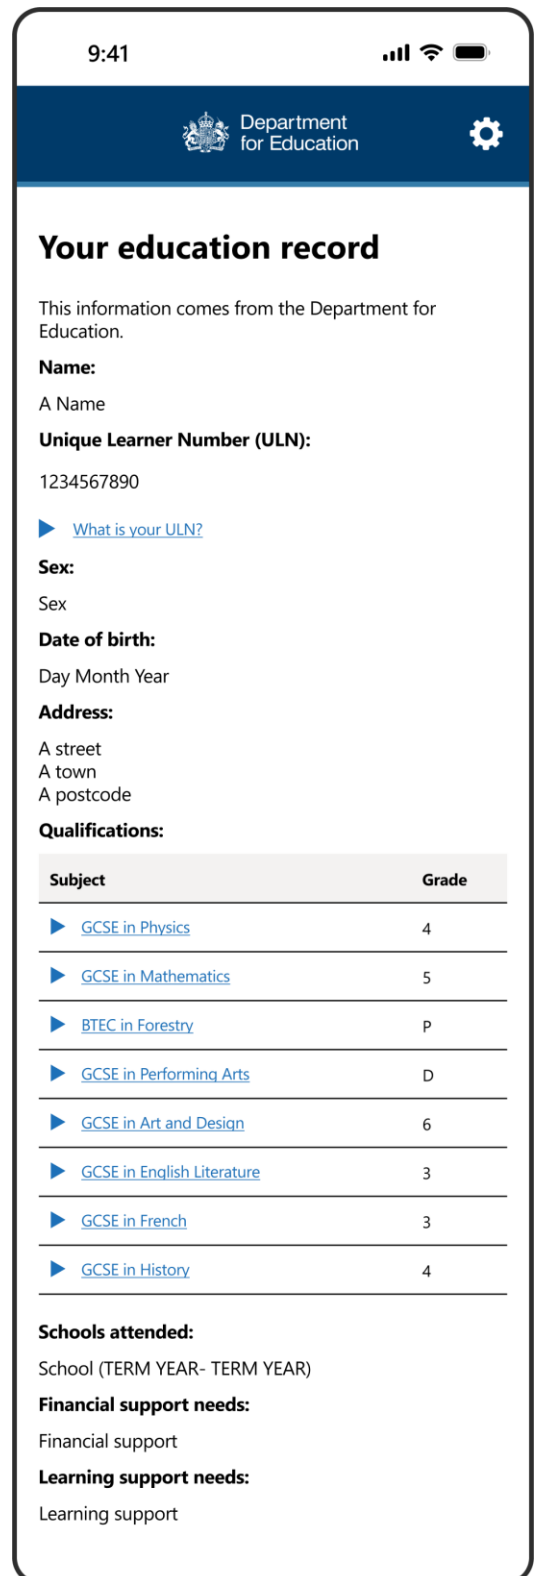 9:41
Department
for Education
Your education record
This information comes from the Department for
Education.
Name:
A Name
Unique Learner Number (ULN):
1234567890
What is your ULN?
Sex:
Sex
Date of birth:
Day Month Year
Address:
A street
A town
A postcode
Qualifications:
Subject Grade
GCSE in Physics 4
GCSE in Mathematics 5
BTEC in Forestry P
GCSE in Performing Arts D
GCSE in Art and Design 6
GCSE in English Literature 3
GCSE in French 3
GCSE in History 4
Schools attended:
School (TERM YEAR- TERM YEAR)
Financial support needs:
Financial support
Learning support needs:
Learning support